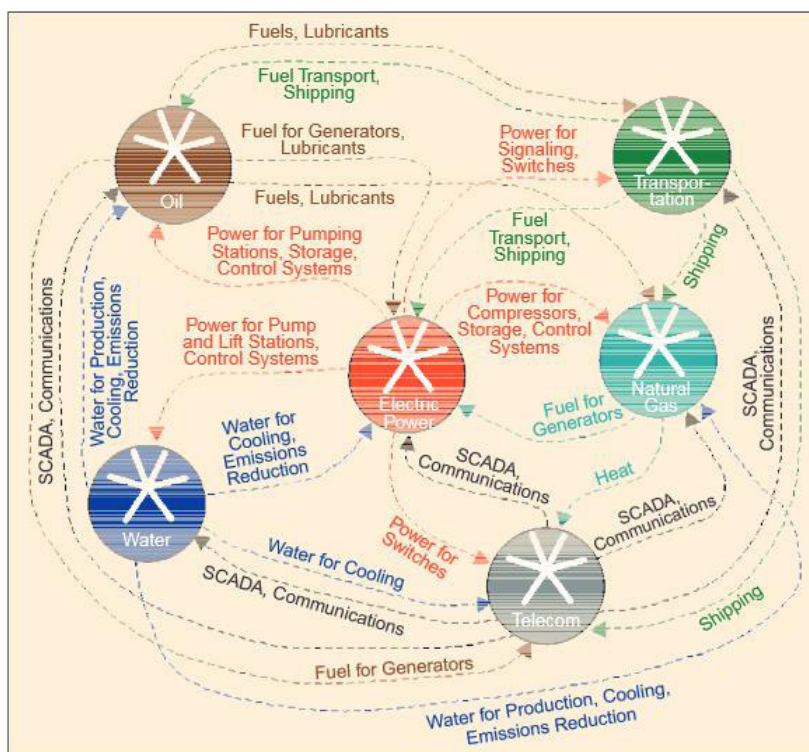 Fuels, Lubricants
Fuel Transport,
Shipping
Fuel for Generators,
Lubricants
Power for
Signaling,
Switches
Oil
Transpor-
tation
Fuels, Lubricants
Fuel
Transport,
Shipping
Shipping
Power for Pumping
Stations, Storage,
Control Systems
Power for
Compressors,
Storage, Control
Systems
SCADA, Communications
Water for Production,
Cooling, Emissions
Reduction
Power for Pump
and Lift Stations,
Control Systems
SCADA,
Communications
Electric
Power
Natural
Gas
Fuel for
Generators
Water for
Cooling,
Emissions
Reduction
SCADA,
Communications
Heat
SCADA,
Communications
Water
Power for
Switches
Water for Cooling
SCADA, Communications
Telecom
Shipping
Fuel for Generators
Water for Production, Cooling,
Emissions Reduction